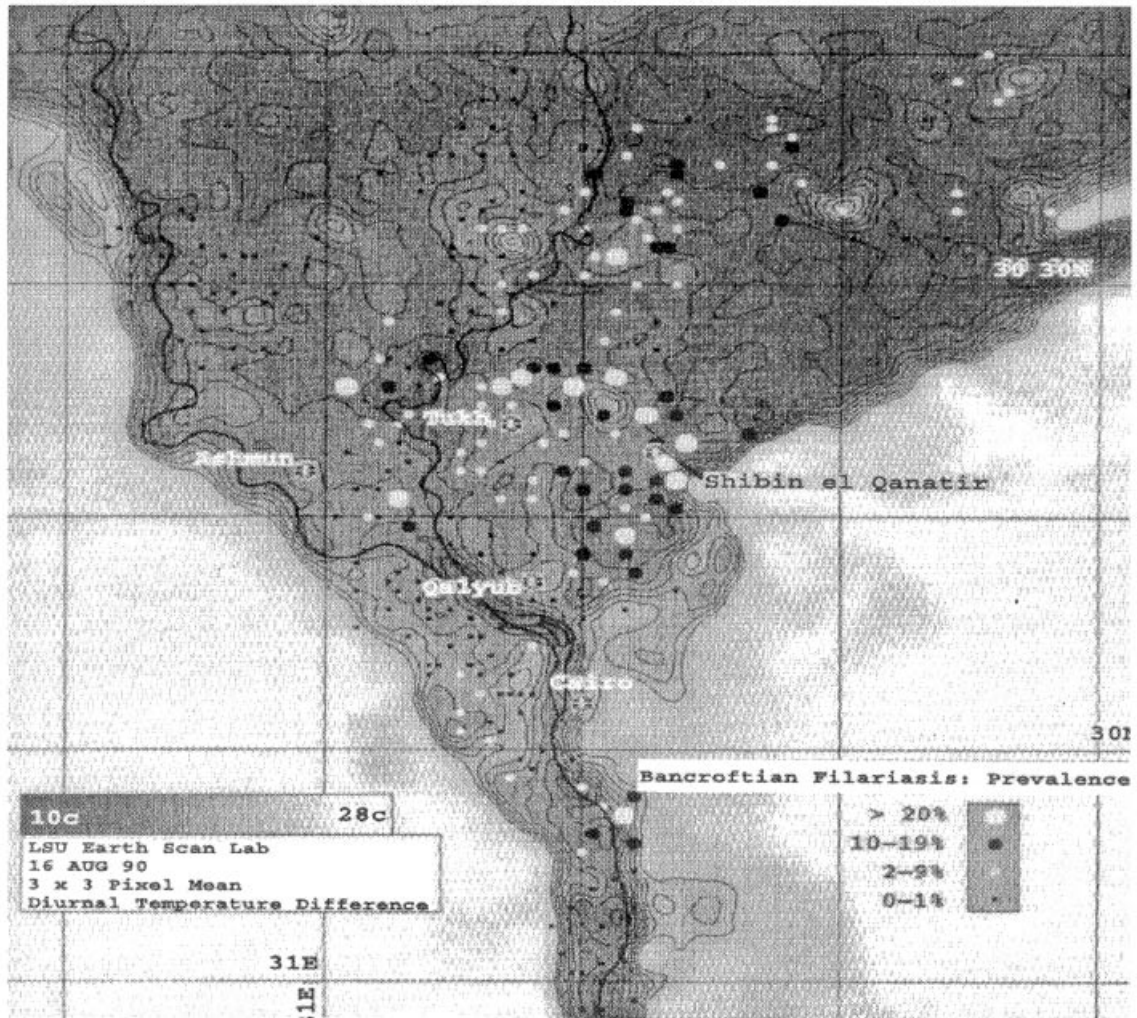 30 30N
Tukh
Ashmun
Shibin el Qanatir
Qalyub
Cairo
30N
Bancroftian Filariasis: Prevalence
> 20%
10-19%
2-9%
0-1%
10c
28c
LSU Earth Scan Lab
16 AUG 90
3 x 3 Pixel Mean
Diurnal Temperature Difference
31E
31E